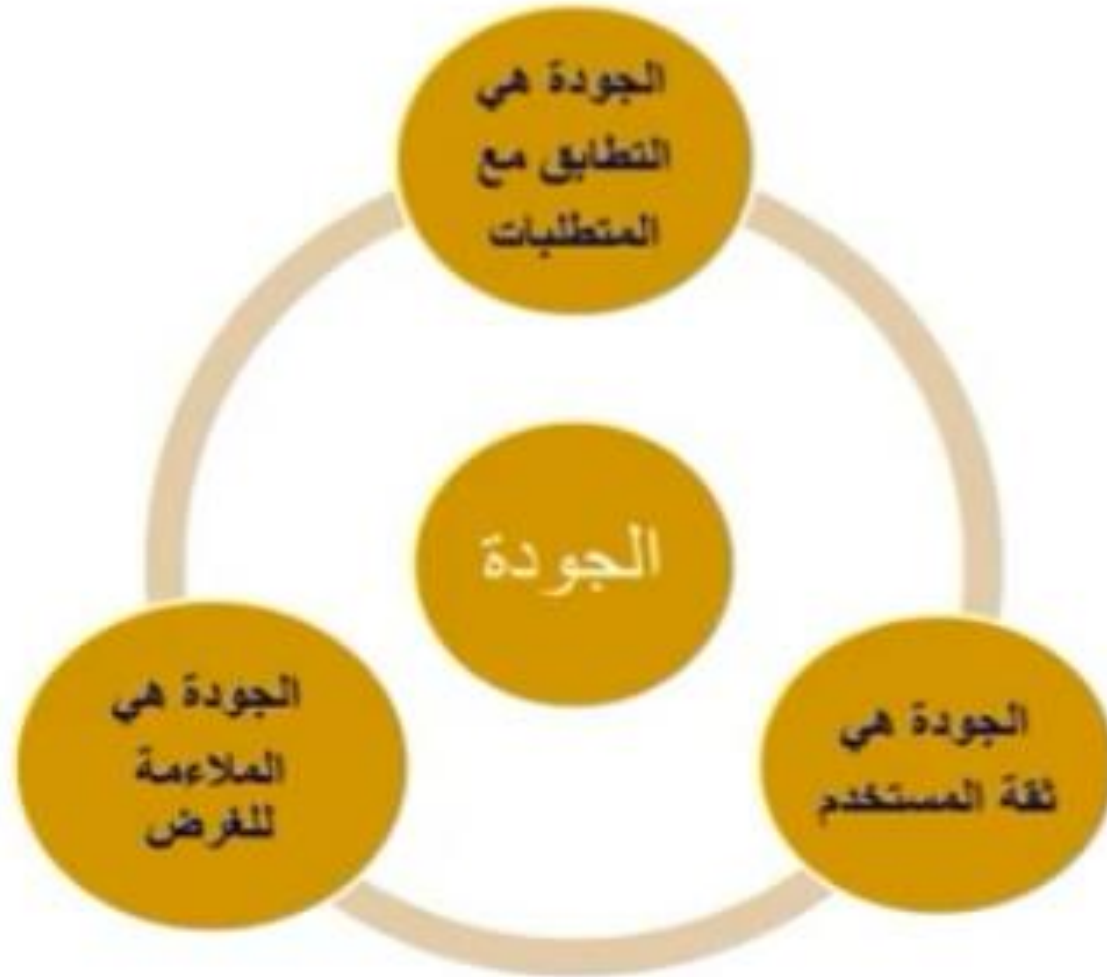 الجودة هي
التطابق مع
المتطلبات
الجودة
الجودة هي
ثقة المستخدم
الجودة هي
الملاءمة
للغرض